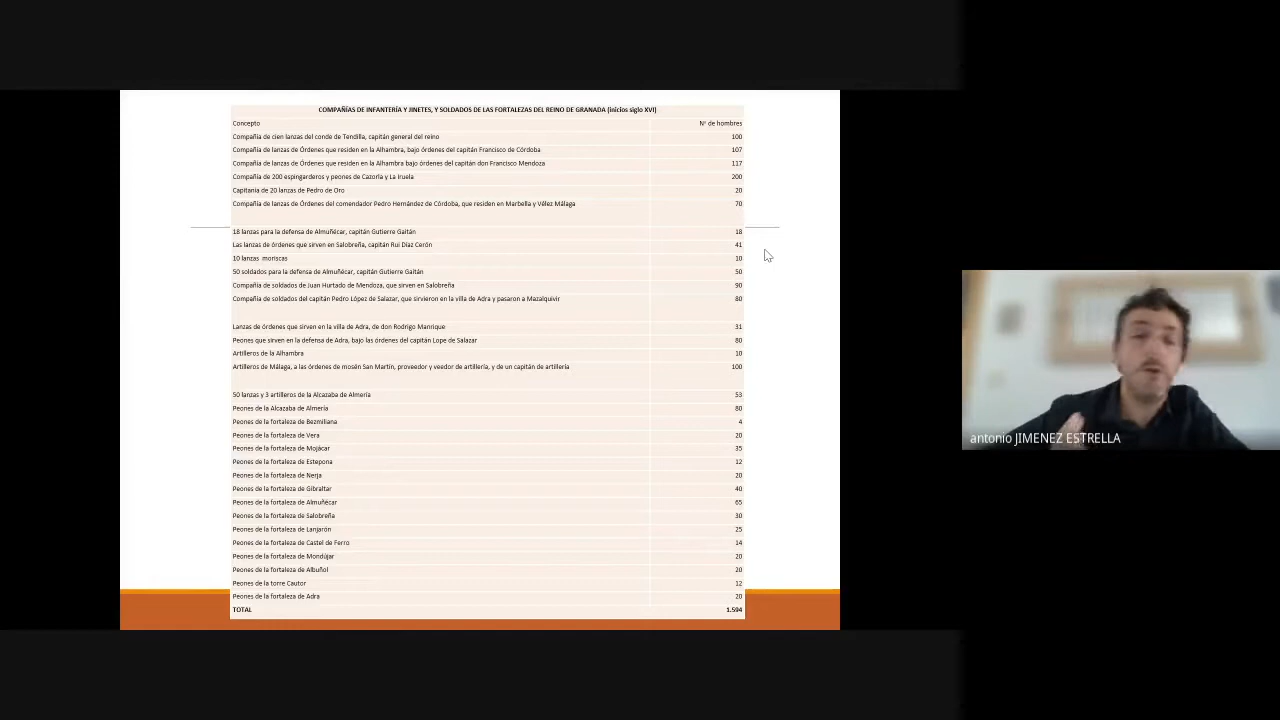 COMPAÑÍAS DE INFANTERÍA Y JINETES, Y SOLDADOS DE LAS FORTALEZAS DEL REINO DE GRANADA (inicios siglo XVI)
Concepto Nº de hombres
Compañía de cien lanzas del conde de Tendilla, capitán general del reino 100
Compañía de lanzas de Órdenes que residen en la Alhambra, bajo órdenes del capitán Francisco de Córdoba 107
Compañía de lanzas de Órdenes que residen en la Alhambra bajo órdenes del capitán don Francisco Mendoza 117
Compañía de 200 espingarderos y peones de Cazorla y La Iruela 200
Capitanía de 20 lanzas de Pedro de Oro 20
Compañía de lanzas de Órdenes del comendador Pedro Hernández de Córdoba, que residen en Marbella y Vélez Málaga 70
18 lanzas para la defensa de Almuñécar, capitán Gutierre Gaitán 18
Las lanzas de órdenes que sirven en Salobreña, capitán Rui Díaz Cerón 41
10 lanzas moriscas 10
50 soldados para la defensa de Almuñécar, capitán Gutierre Gaitán 50
Compañía de soldados de Juan Hurtado de Mendoza, que sirven en Salobreña 90
Compañía de soldados del capitán Pedro López de Salazar, que sirvieron en la villa de Adra y pasaron a Mazalquivir 80
Lanzas de órdenes que sirven en la villa de Adra, de don Rodrigo Manrique 31
Peones que sirven en la defensa de Adra, bajo las órdenes del capitán Lope de Salazar 80
Artilleros de la Alhambra 10
Artilleros de Málaga, a las órdenes de mosén San Martín, proveedor y veedor de artillería, y de un capitán de artillería 100
50 lanzas y 3 artilleros de la Alcazaba de Almería 53
Peones de la Alcazaba de Almería 80
Peones de la fortaleza de Bezmiliana 4
Peones de la fortaleza de Vera 20
Peones de la fortaleza de Mojácar 35
Peones de la fortaleza de Estepona 12
Peones de la fortaleza de Nerja 20
Peones de la fortaleza de Gibraltar 40
Peones de la fortaleza de Almuñécar 65
Peones de la fortaleza de Salobreña 30
Peones de la fortaleza de Lanjarón 25
Peones de la fortaleza de Castel de Ferro 14
Peones de la fortaleza de Mondújar 20
Peones de la fortaleza de Albuñol 20
Peones de la torre Cautor 12
Peones de la fortaleza de Adra 20
TOTAL 1.594
antonio JIMENEZ ESTRELLA